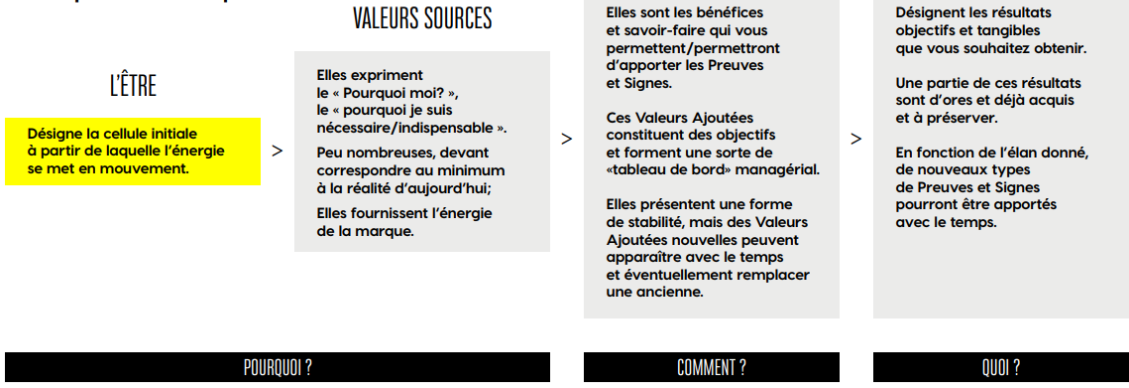 L'ÊTRE
Désigne la cellule initiale
à partir de laquelle l'énergie
se met en mouvement.
>
VALEURS SOURCES
Elles expriment
le « Pourquoi moi? »,
le « pourquoi je suis
nécessaire/indispensable ».
Peu nombreuses, devant
correspondre au minimum
à la réalité d'aujourd'hui;
Elles fournissent l'énergie
de la marque.
>
Elles sont les bénéfices
et savoir-faire qui vous
permettent/permettront
d'apporter les Preuves
et Signes.
Ces Valeurs Ajoutées
constituent des objectifs
et forment une sorte de
«tableau de bord» managérial.
Elles présentent une forme
de stabilité, mais des Valeurs
Ajoutées nouvelles peuvent
apparaître avec le temps
et éventuellement remplacer
une ancienne.
>
Désignent les résultats
objectifs et tangibles
que vous souhaitez obtenir.
Une partie de ces résultats
sont d'ores et déjà acquis
et à préserver.
En fonction de l'élan donné,
de nouveaux types
de Preuves et Signes
pourront être apportés
avec le temps.
POURQUOI ?
COMMENT ?
QUOI ?